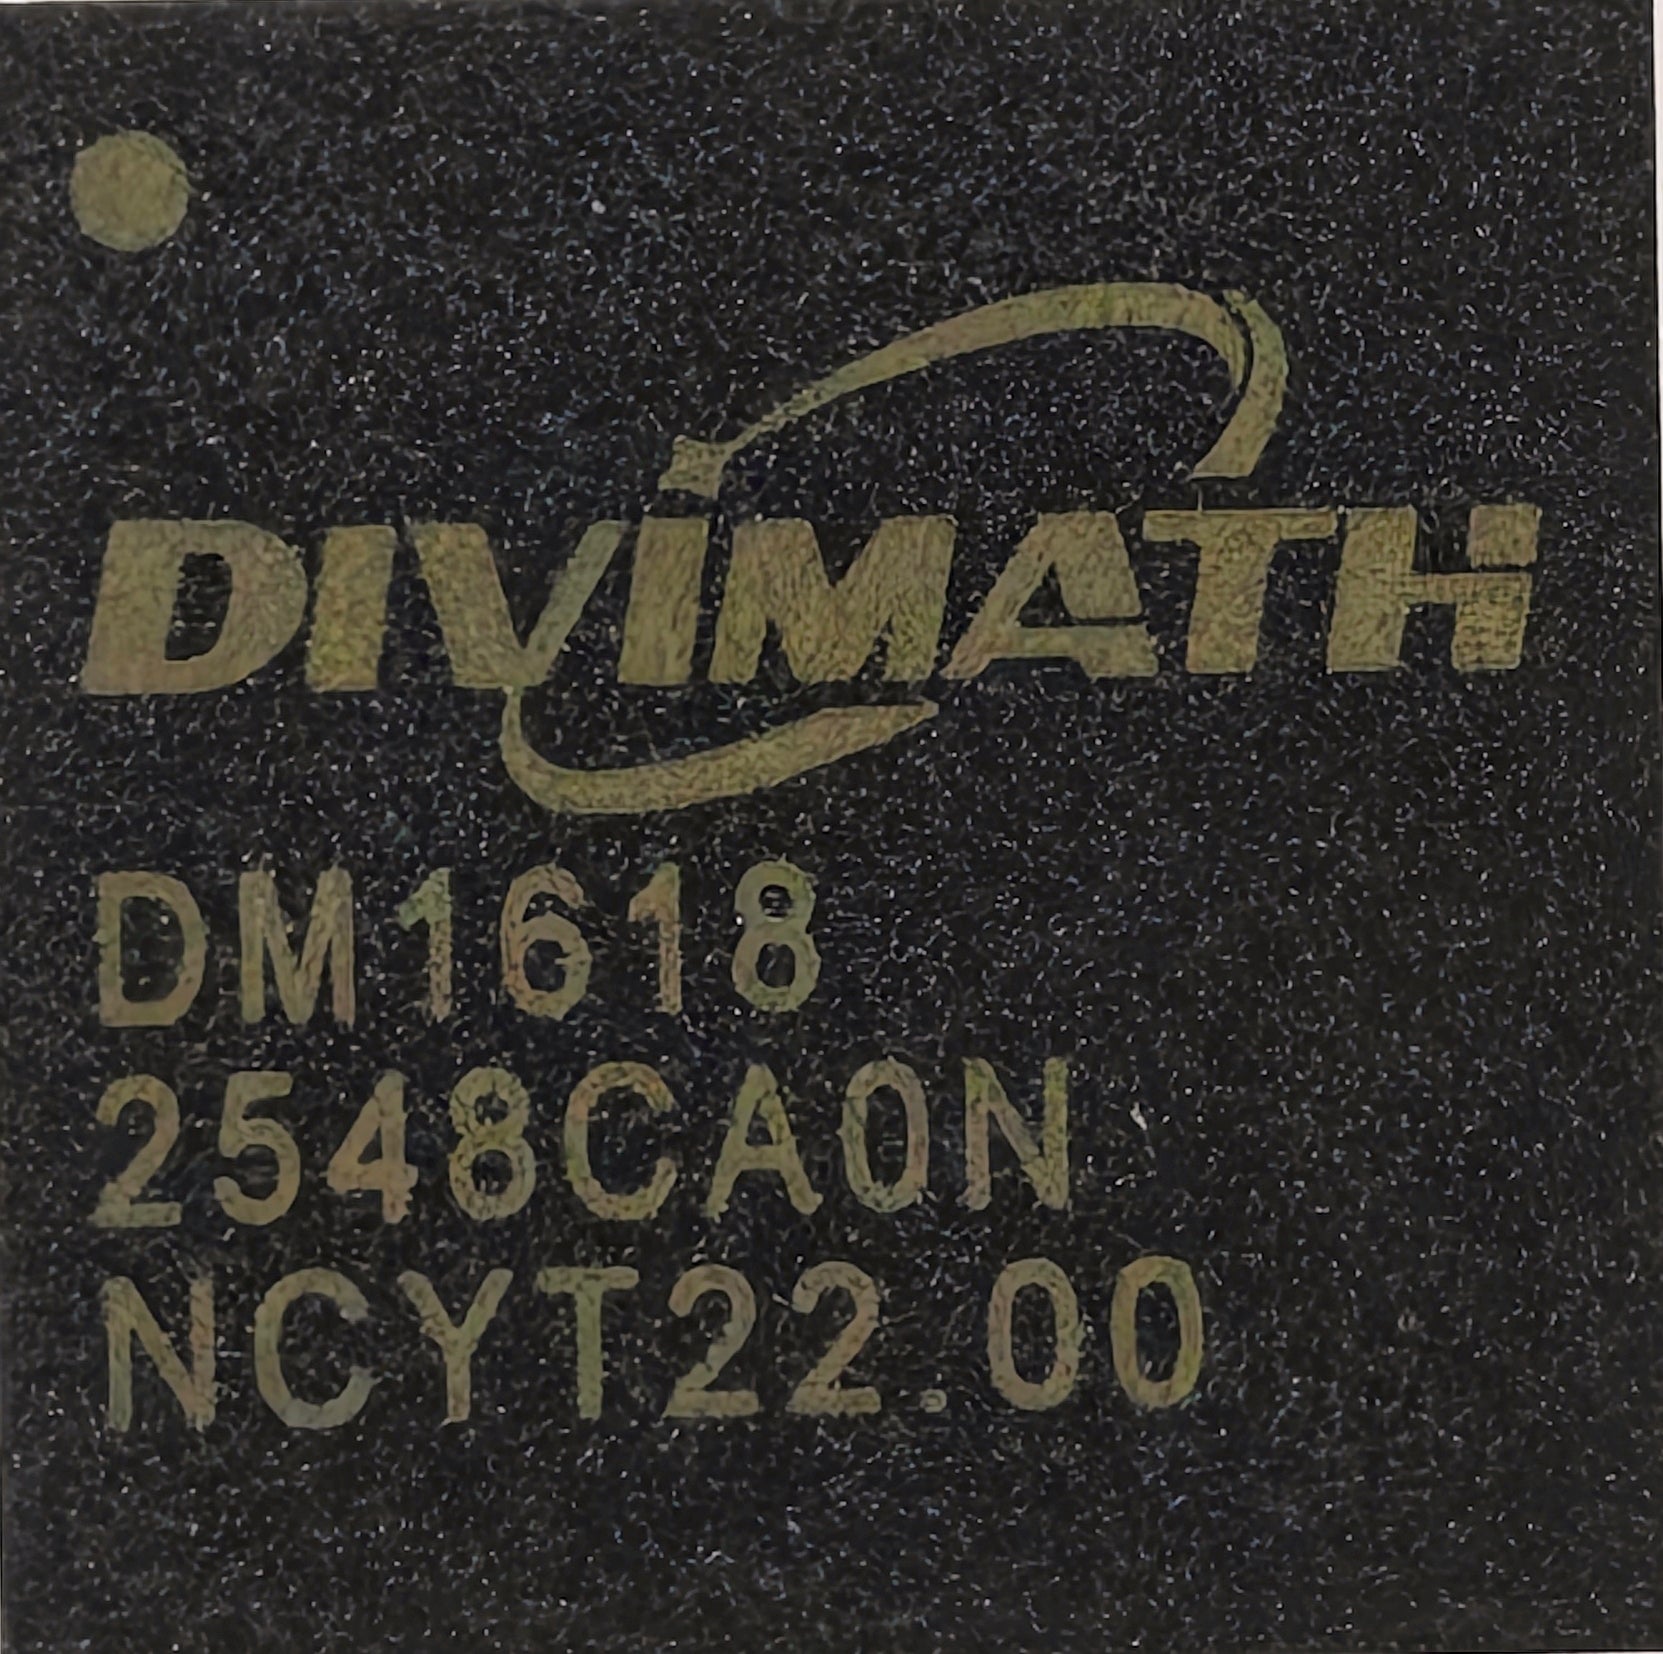 DIVIMATH
DM1618
2548CA0N
NCYT22.00